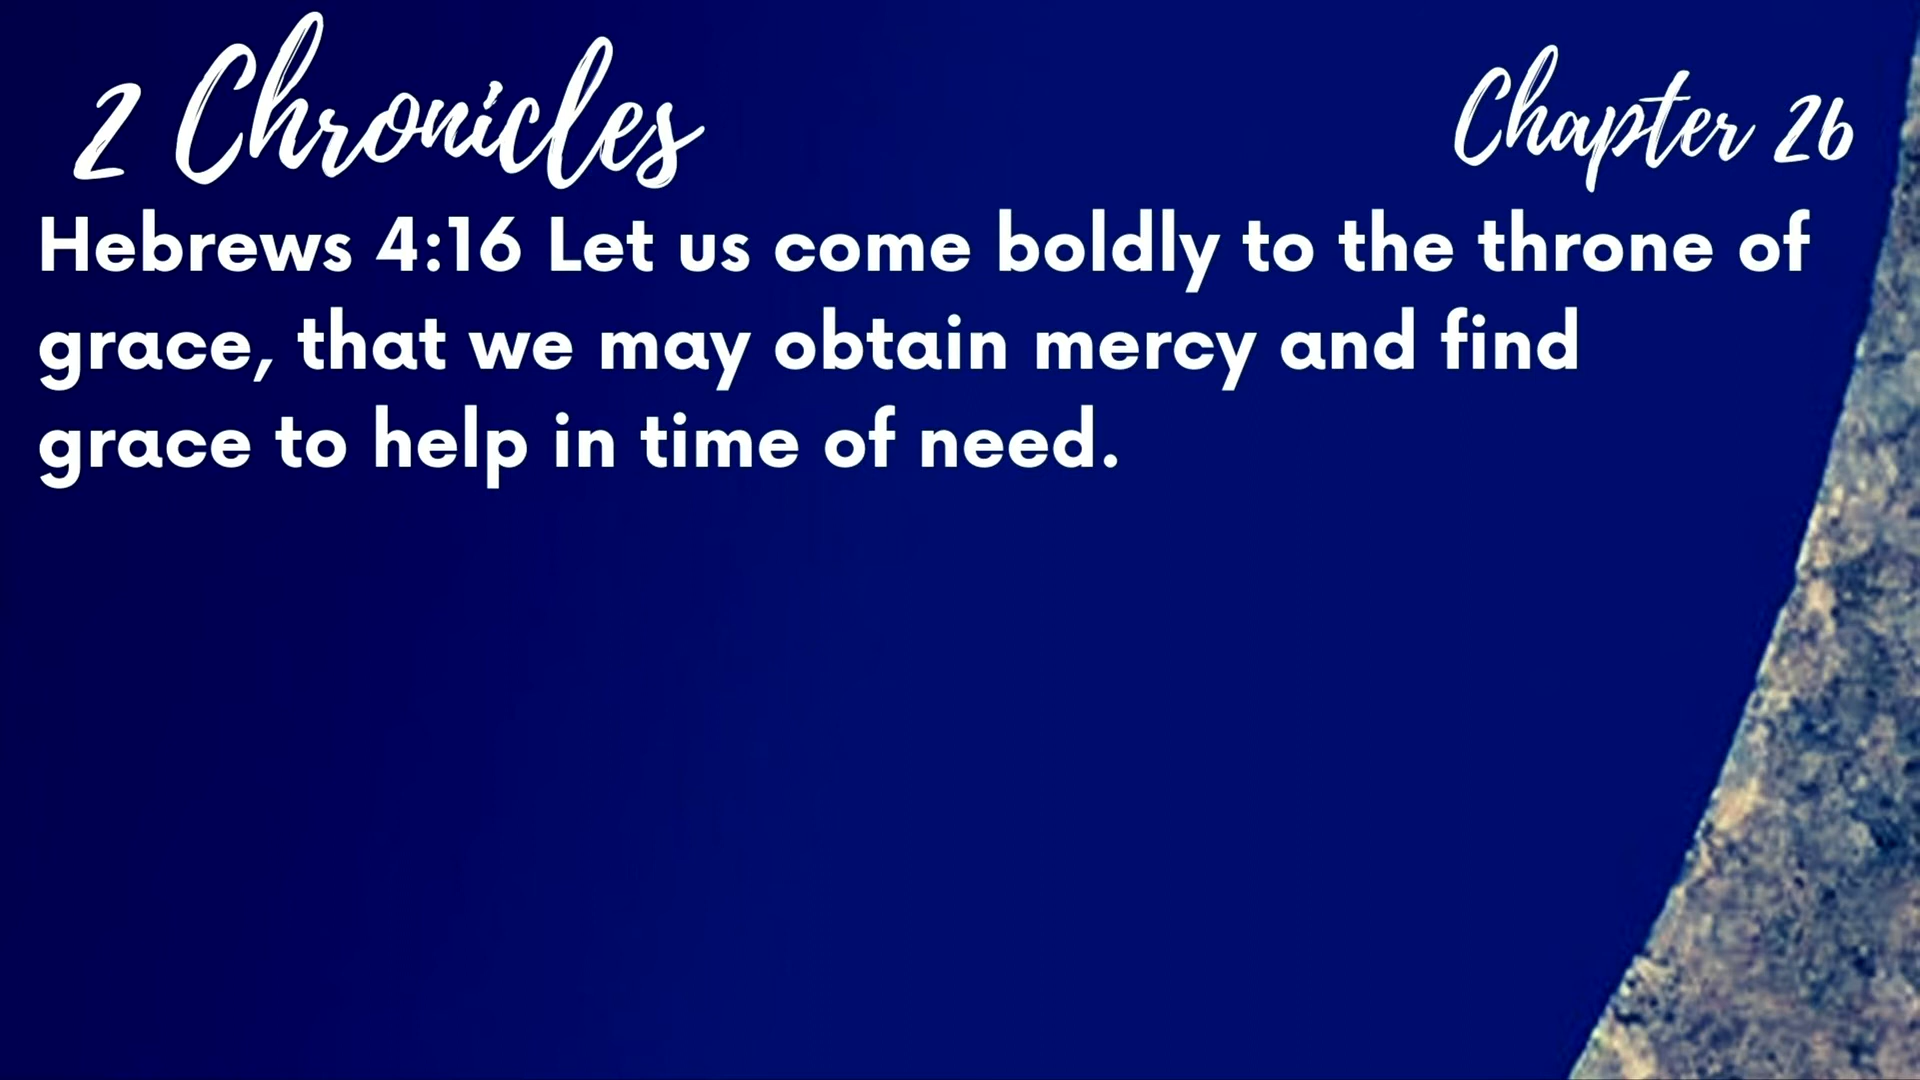 2 Chronicles
Chapter 26
Hebrews 4:16 Let us come boldly to the throne of
grace, that we may obtain mercy and find
grace to help in time of need.